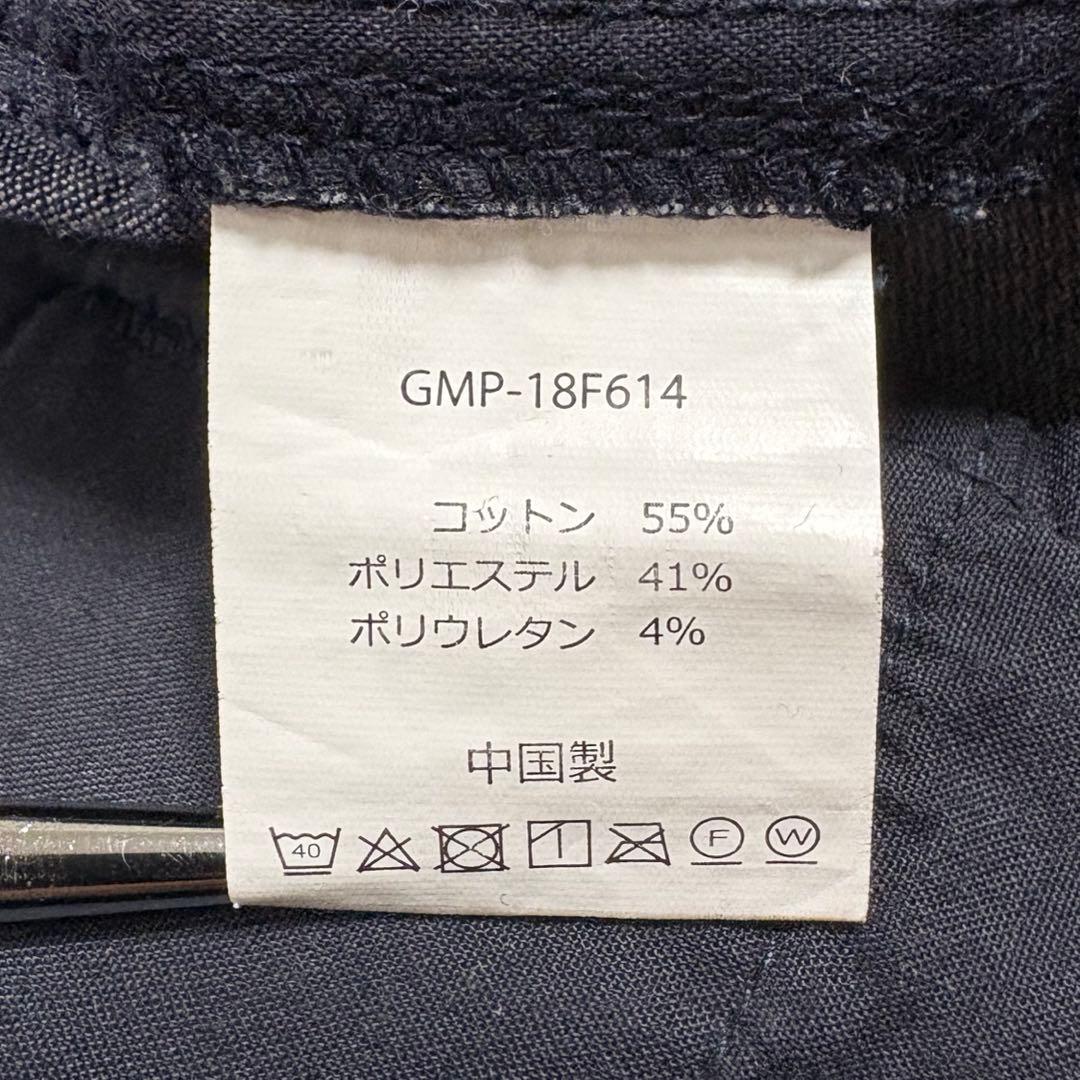 GMP-18F614
コットン 55%
ポリエステル 41%
ポリウレタン 4%
中国製
40 F W